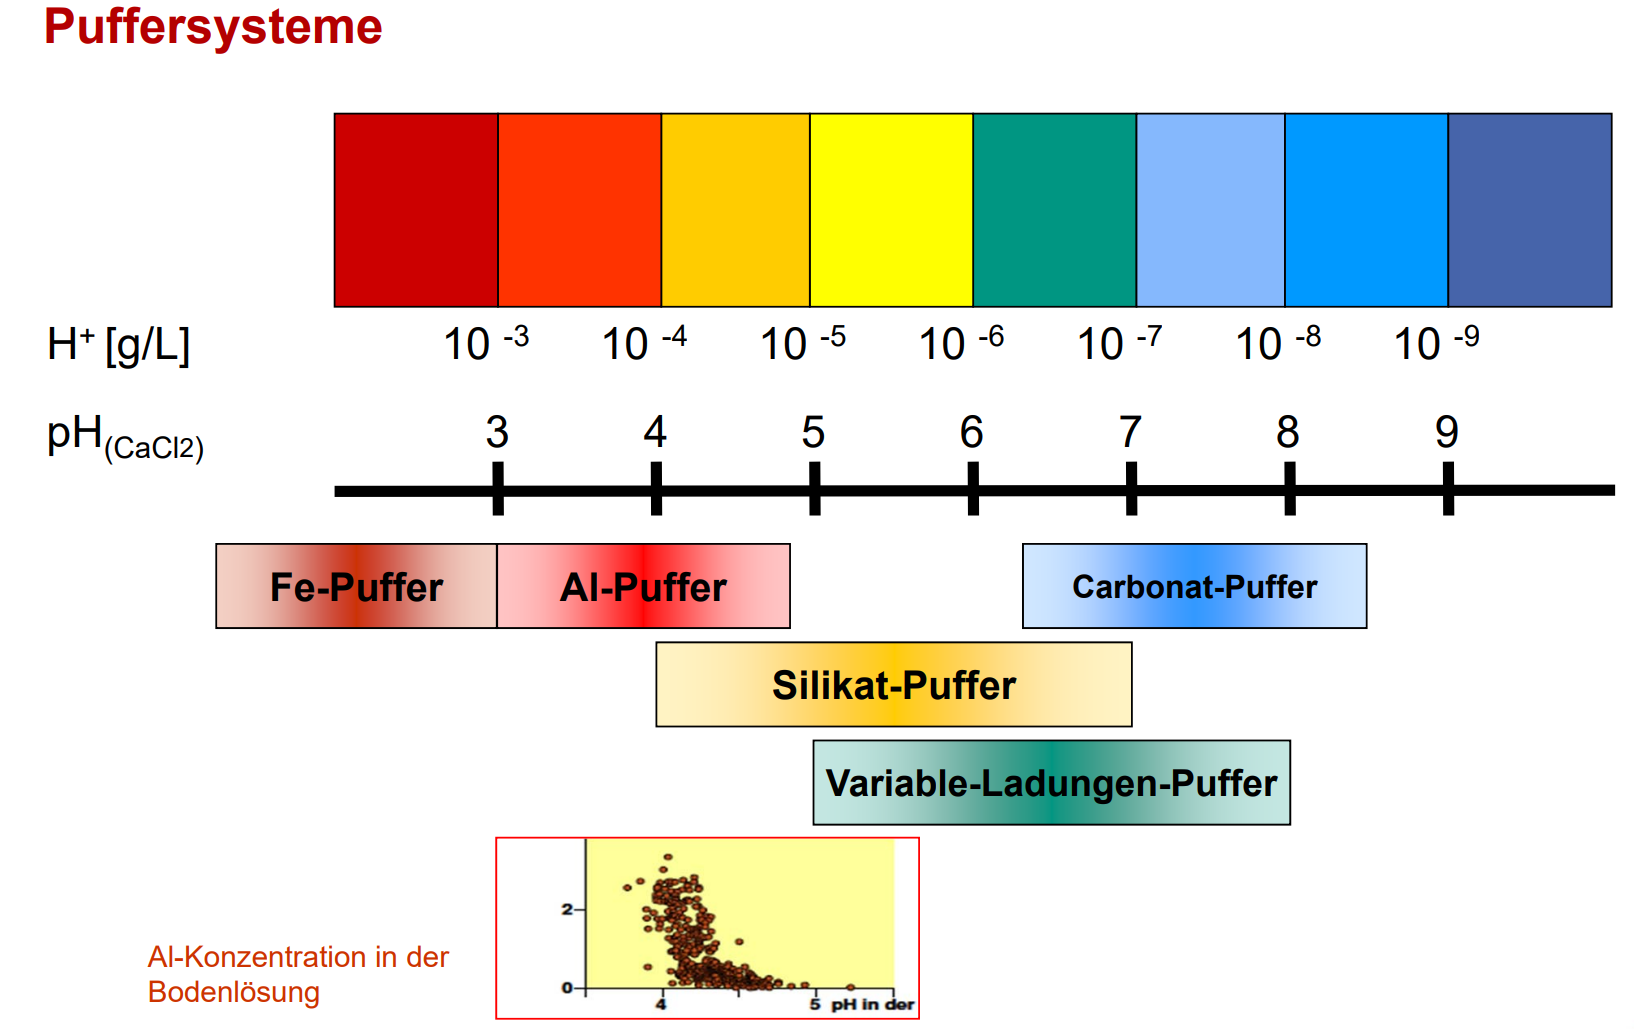 Puffersysteme
H⁺ [g/L] 10 ⁻³ 10 ⁻⁴ 10 ⁻⁵ 10 ⁻⁶ 10 ⁻⁷ 10 ⁻⁸ 10 ⁻⁹
pH(CaCl2) 3 4 5 6 7 8 9
Fe-Puffer Al-Puffer Carbonat-Puffer
Silikat-Puffer
Variable-Ladungen-Puffer
2
0
4 5 pH in der
Al-Konzentration in der
Bodenlösung